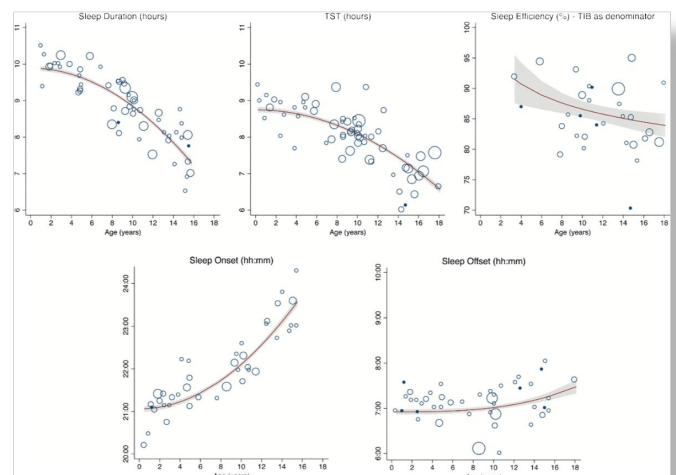 Sleep Duration (hours)
11
10
9
8
7
6
0 2 4 6 8 10 12 14 16 18
Age (years)
TST (hours)
11
10
9
8
7
6
0 2 4 6 8 10 12 14 16 18
Age (years)
Sleep Efficiency (%) - TIB as denominator
100
95
90
85
80
75
70
0 2 4 6 8 10 12 14 16 18
Age (years)
Sleep Onset (hh:mm)
24:00
23:00
22:00
21:00
20:00
0 2 4 6 8 10 12 14 16 18
Sleep Offset (hh:mm)
10:00
9:00
8:00
7:00
6:00
0 2 4 6 8 10 12 14 16 18